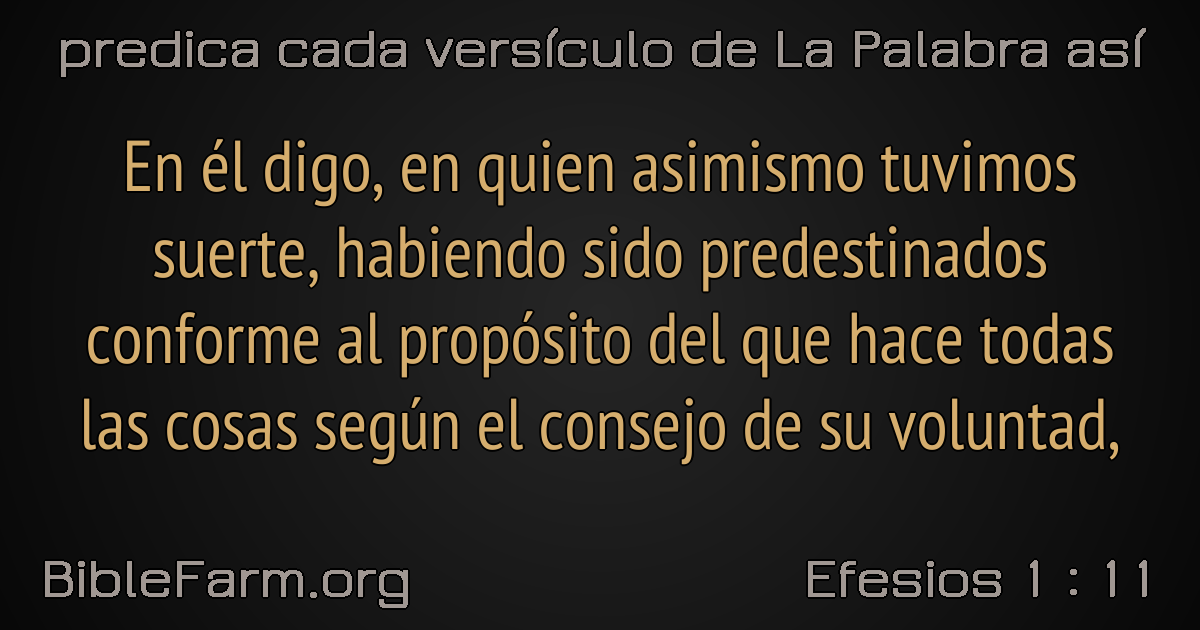 predica cada versículo de La Palabra así
En él digo, en quien asimismo tuvimos
suerte, habiendo sido predestinados
conforme al propósito del que hace todas
las cosas según el consejo de su voluntad,
BibleFarm.org
Efesios 1 : 11